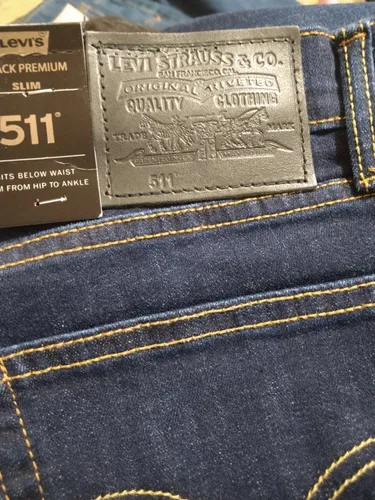 LEVI'S
ACK PREMIUM
SLIM
511
ITS BELOW WAIST
M FROM HIP TO ANKLE
LEVI STRAUSS & CO.
SAN FRANCISCO, CAL.
ORIGINAL RIVETED
QUALITY CLOTHING
TRADE MARK
511